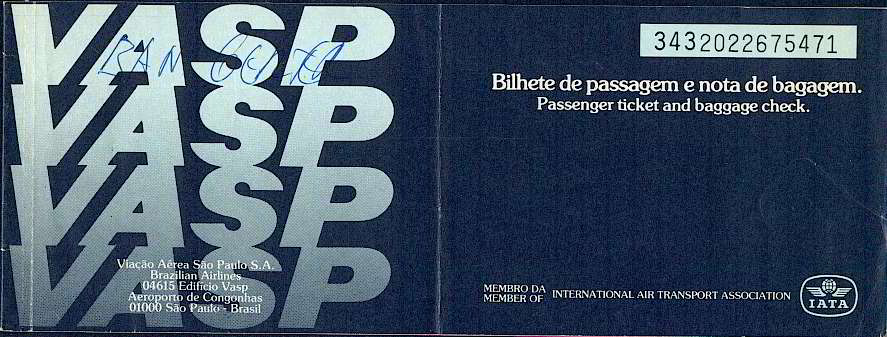 VASP
VASP
VASP
VASP
Viação Aérea São Paulo S.A.
Brazilian Airlines
04615 Edifício Vasp
Aeroporto de Congonhas
01000 São Paulo - Brasil
3432022675471
Bilhete de passagem e nota de bagagem.
Passenger ticket and baggage check.
MEMBRO DA
MEMBER OF INTERNATIONAL AIR TRANSPORT ASSOCIATION
IATA